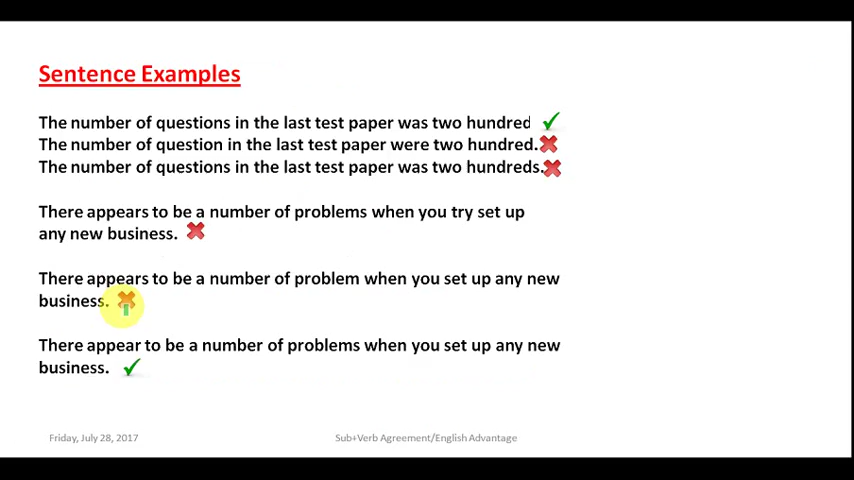 Sentence Examples
The number of questions in the last test paper was two hundred
The number of question in the last test paper were two hundred.
The number of questions in the last test paper was two hundreds.
There appears to be a number of problems when you try set up
any new business.
There appears to be a number of problem when you set up any new
business.
There appear to be a number of problems when you set up any new
business.
Friday, July 28, 2017
Sub+Verb Agreement/English Advantage